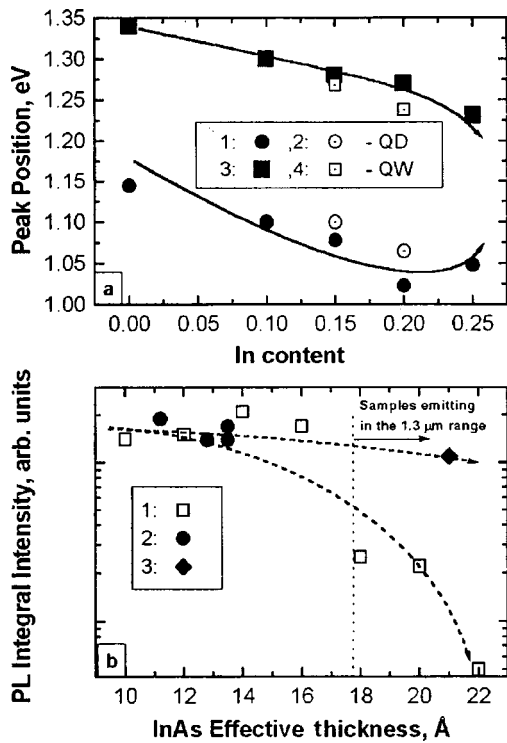 1.35
1.30
1.25
1.20
1.15
1.10
1.05
1.00
Peak Position, eV
1: ● ,2: ⊙ - QD
3: ■ ,4: ⊡ - QW
a
0.00 0.05 0.10 0.15 0.20 0.25
In content
PL Integral Intensity, arb. units
Samples emitting
in the 1.3 μm range
1: □
2: ●
3: ◆
b
10 12 14 16 18 20 22
InAs Effective thickness, Å